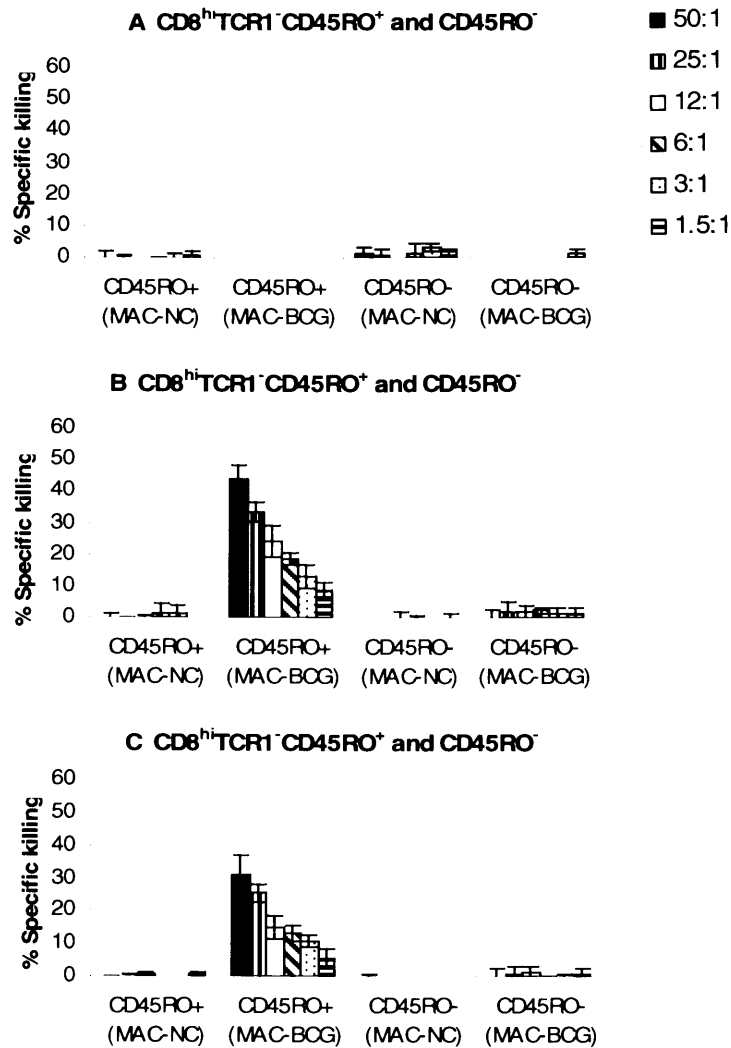 A CD8hiTCR1-CD45RO+ and CD45RO-
50:1
25:1
12:1
6:1
3:1
1.5:1
% Specific killing
60
50
40
30
20
10
0
CD45RO+ CD45RO+ CD45RO- CD45RO-
(MAC-NC) (MAC-BCG) (MAC-NC) (MAC-BCG)
B CD8hiTCR1-CD45RO+ and CD45RO-
% Specific killing
60
50
40
30
20
10
0
CD45RO+ CD45RO+ CD45RO- CD45RO-
(MAC-NC) (MAC-BCG) (MAC-NC) (MAC-BCG)
C CD8hiTCR1-CD45RO+ and CD45RO-
% Specific killing
60
50
40
30
20
10
0
CD45RO+ CD45RO+ CD45RO- CD45RO-
(MAC-NC) (MAC-BCG) (MAC-NC) (MAC-BCG)